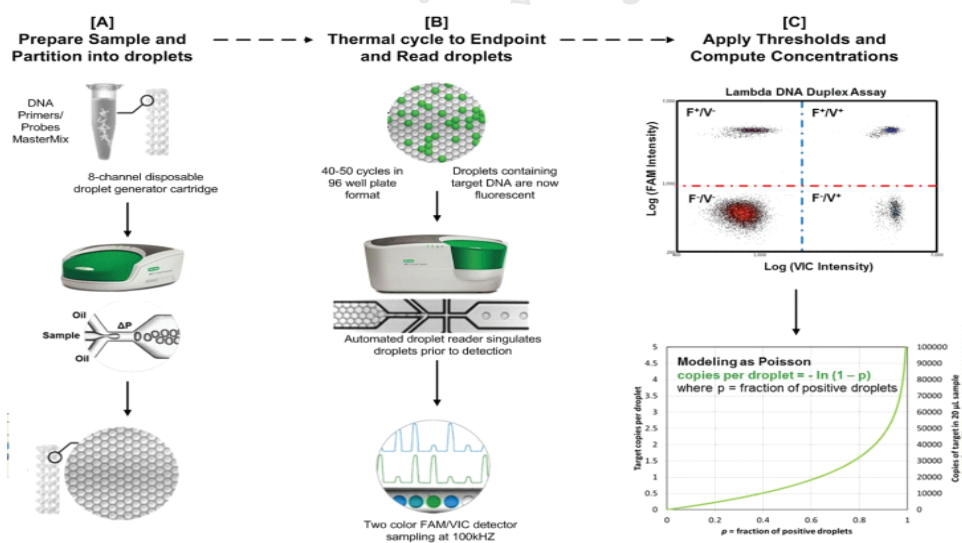 [A]
Prepare Sample and
Partition into droplets
DNA
Primers/
Probes
MasterMix
8-channel disposable
droplet generator cartridge
Oil
ΔP
Sample
Oil
[B]
Thermal cycle to Endpoint
and Read droplets
40-50 cycles in
96 well plate
format
Droplets containing
target DNA are now
fluorescent
Automated droplet reader singulates
droplets prior to detection
Two color FAM/VIC detector
sampling at 100kHZ
[C]
Apply Thresholds and
Compute Concentrations
Lambda DNA Duplex Assay
F⁺/V⁻
F⁺/V⁺
F⁻/V⁻
F⁻/V⁺
Log (FAM Intensity)
Log (VIC Intensity)
Modeling as Poisson
copies per droplet = - ln (1 – p)
where p = fraction of positive droplets
Target copies per droplet
5
4.5
4
3.5
3
2.5
2
1.5
1
0.5
0
100000
90000
80000
70000
60000
50000
40000
30000
20000
10000
0
Copies of target in 20 µL sample
0
0.2
0.4
0.6
0.8
1
p = fraction of positive droplets